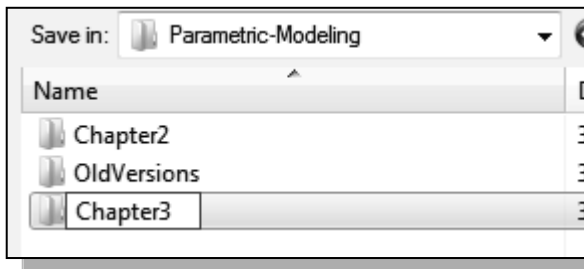 Save in: Parametric-Modeling
Name
Chapter2
OldVersions
Chapter3